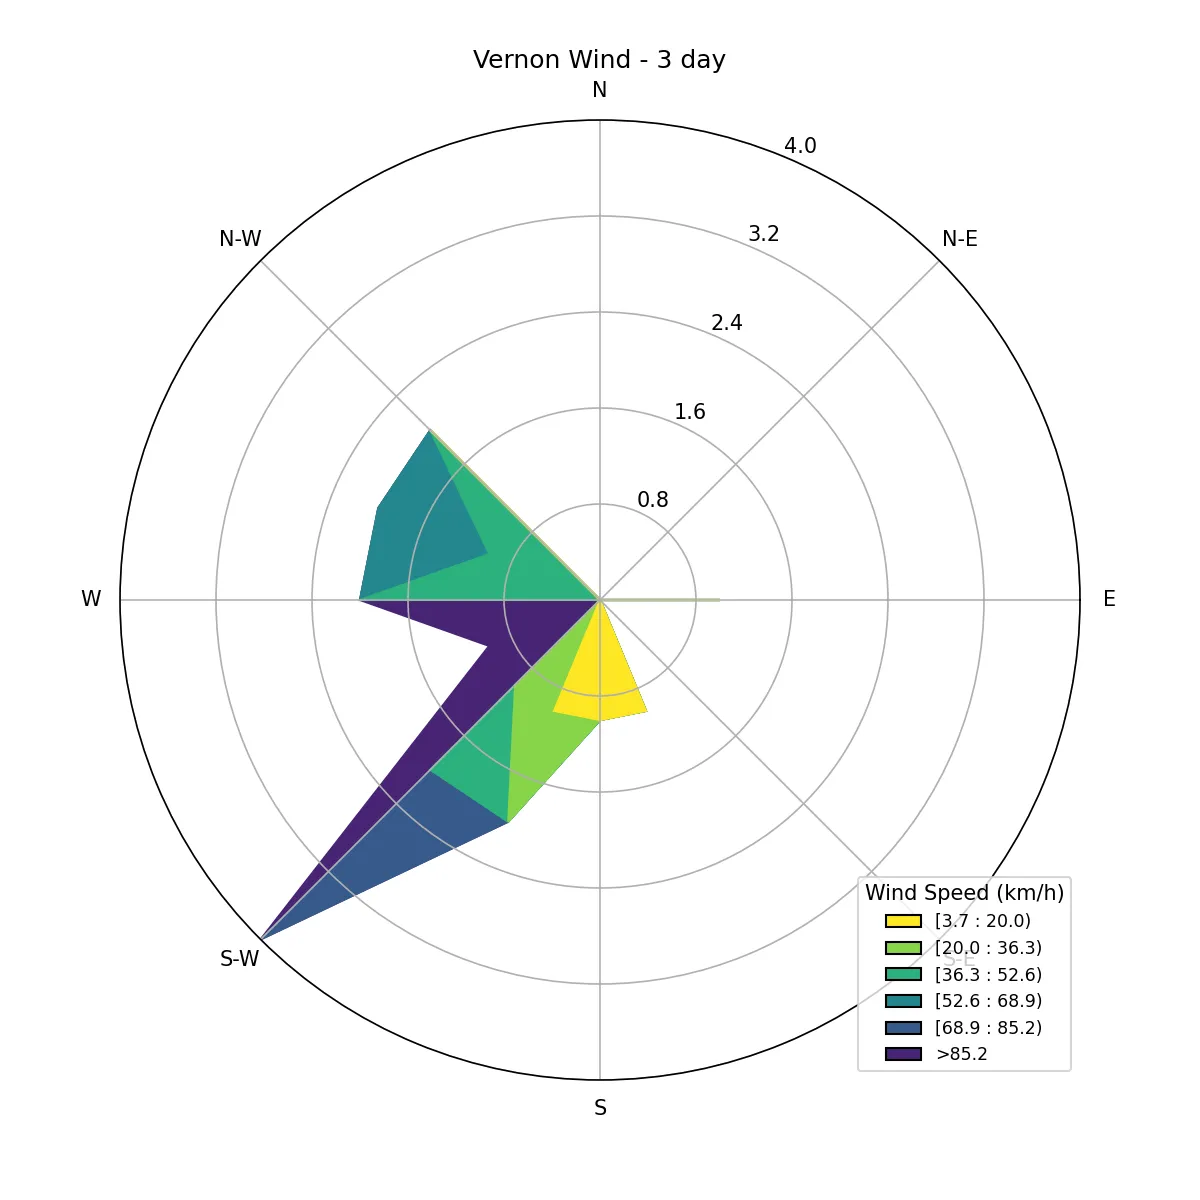 Vernon Wind - 3 day
N
4.0
N-W
3.2
N-E
2.4
1.6
0.8
W
E
S-W
S-E
Wind Speed (km/h)
[3.7 : 20.0)
[20.0 : 36.3)
[36.3 : 52.6)
[52.6 : 68.9)
[68.9 : 85.2)
>85.2
S